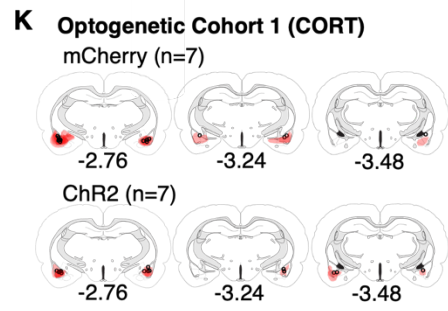 K Optogenetic Cohort 1 (CORT)
mCherry (n=7)
-2.76 -3.24 -3.48
ChR2 (n=7)
-2.76 -3.24 -3.48